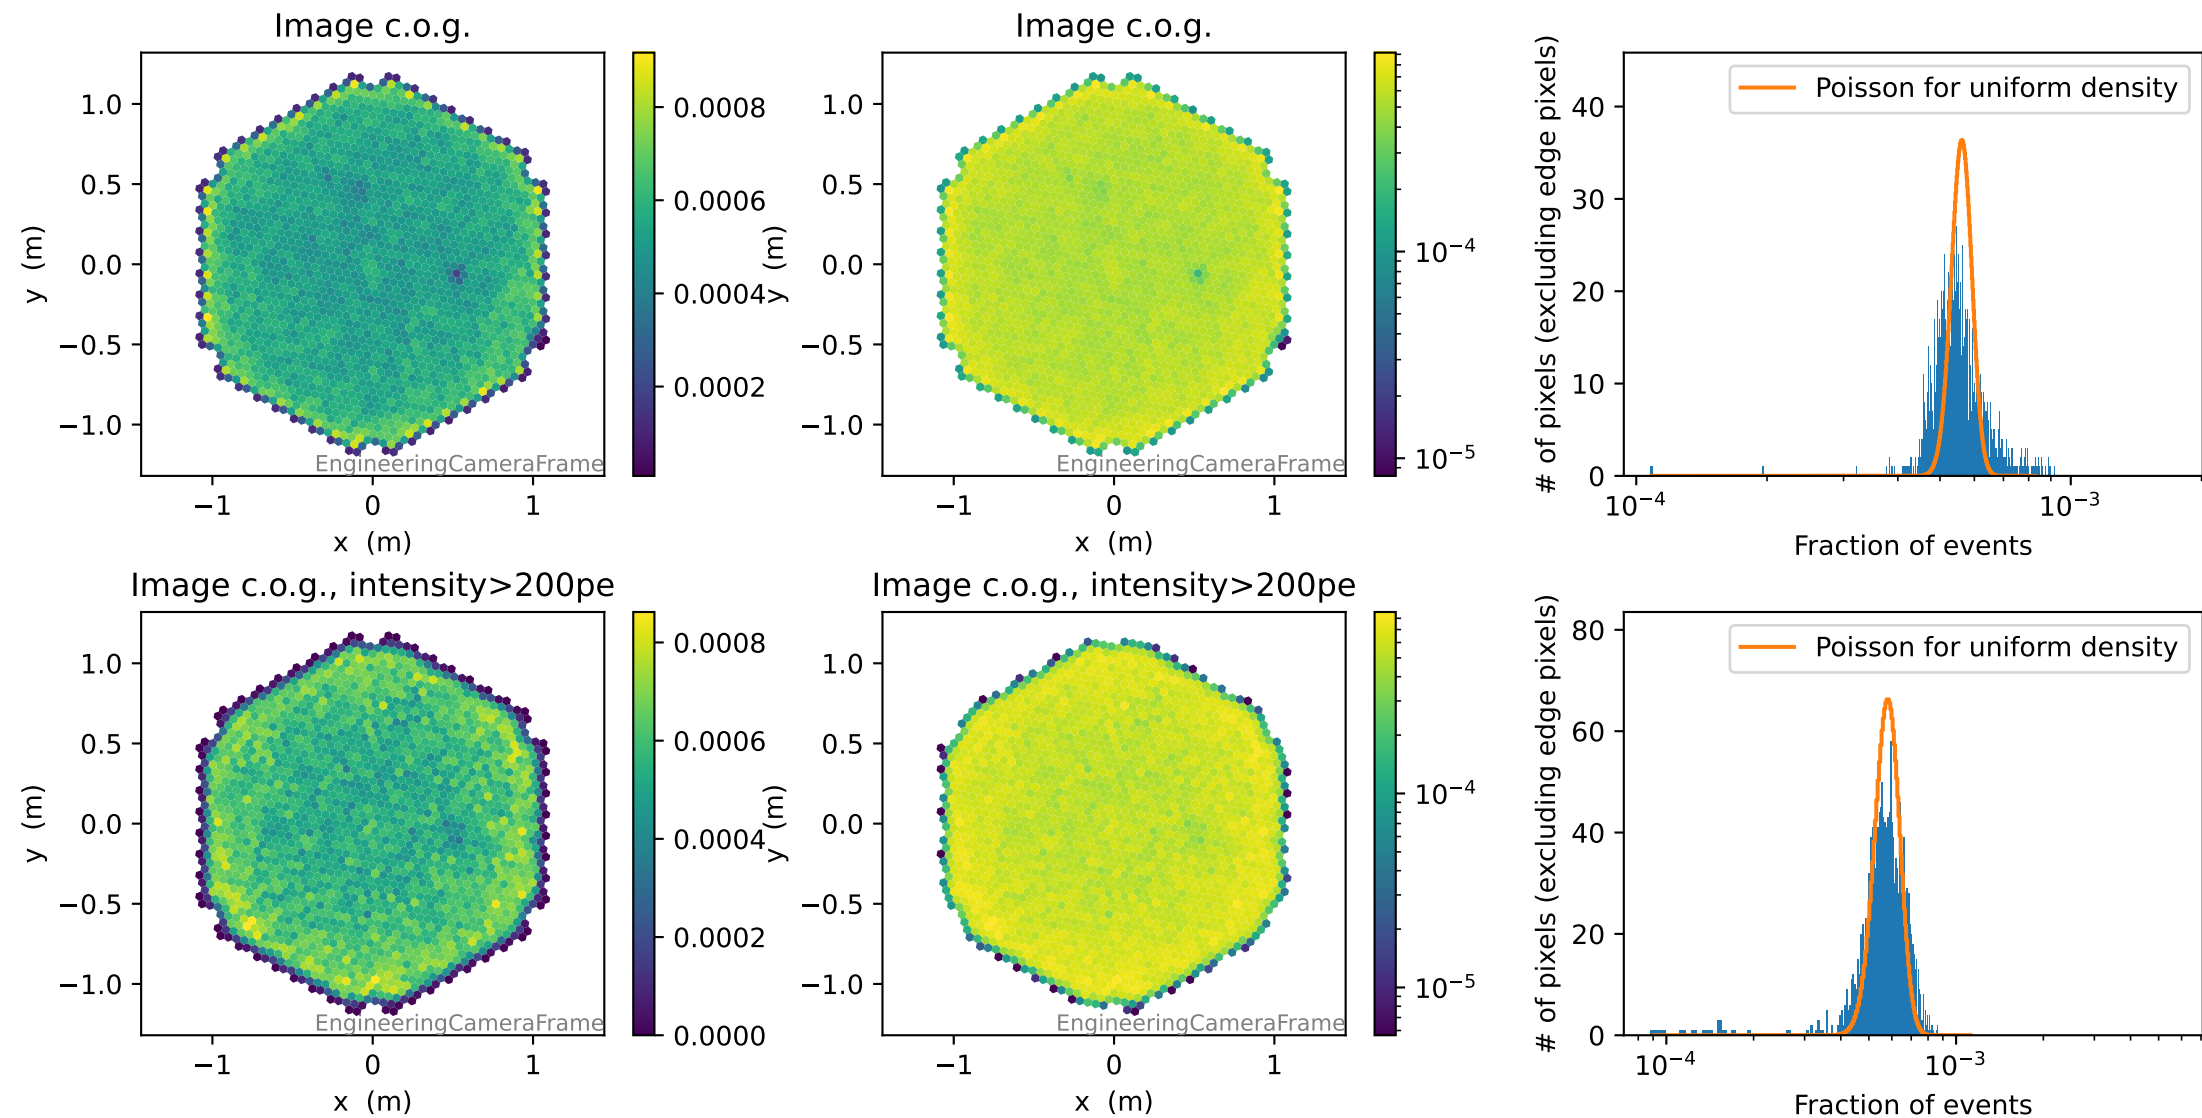 Image c.o.g.
1.0
0.5
0.0
−0.5
−1.0
y (m)
−1
0
1
x (m)
EngineeringCameraFrame
0.0008
0.0006
0.0004
0.0002
Image c.o.g.
1.0
0.5
0.0
−0.5
−1.0
y (m)
−1
0
1
x (m)
EngineeringCameraFrame
10⁻⁴
10⁻⁵
Poisson for uniform density
# of pixels (excluding edge pixels)
40
30
20
10
0
10⁻⁴
10⁻³
Fraction of events
Image c.o.g., intensity>200pe
1.0
0.5
0.0
−0.5
−1.0
y (m)
−1
0
1
x (m)
EngineeringCameraFrame
0.0008
0.0006
0.0004
0.0002
0.0000
Image c.o.g., intensity>200pe
1.0
0.5
0.0
−0.5
−1.0
y (m)
−1
0
1
x (m)
EngineeringCameraFrame
10⁻⁴
10⁻⁵
Poisson for uniform density
# of pixels (excluding edge pixels)
80
60
40
20
0
10⁻⁴
10⁻³
Fraction of events